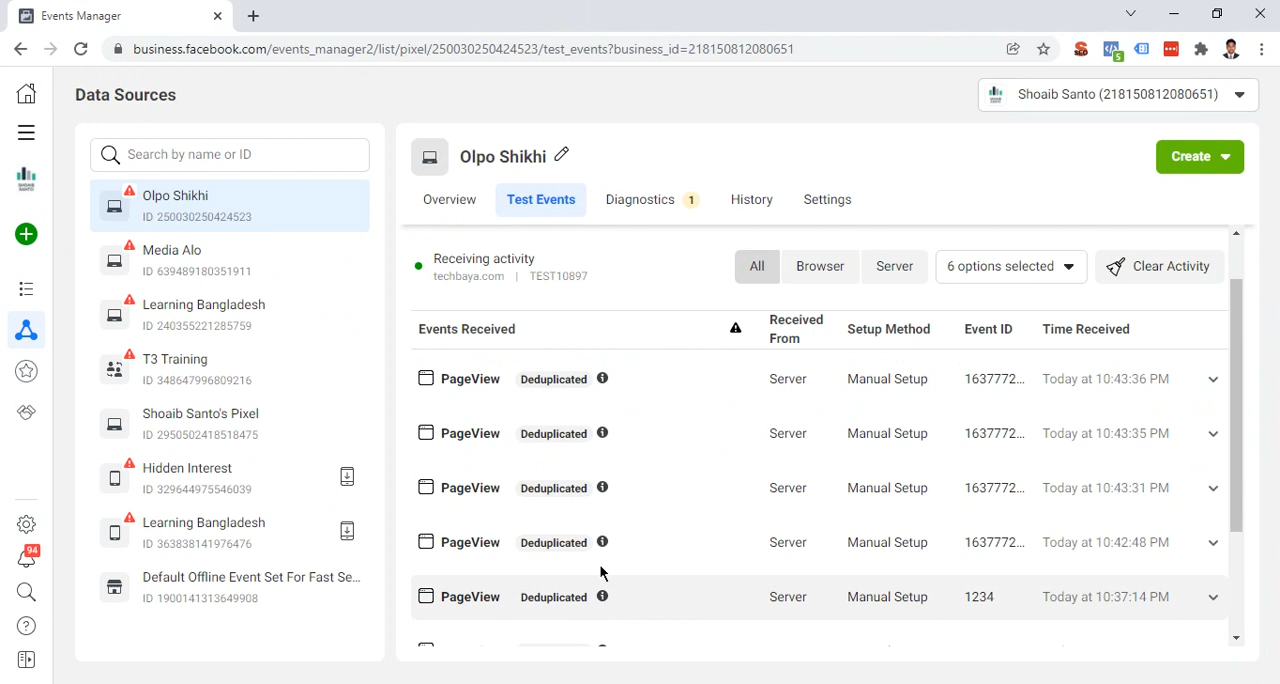 Events Manager
business.facebook.com/events_manager2/list/pixel/250030250424523/test_events?business_id=218150812080651
5
Data Sources
Shoaib Santo (218150812080651)
Search by name or ID
Olpo Shikhi
ID 250030250424523
Media Alo
ID 639489180351911
Learning Bangladesh
ID 240355221285759
T3 Training
ID 348647996809216
Shoaib Santo's Pixel
ID 2950502418518475
Hidden Interest
ID 329644975546039
Learning Bangladesh
ID 363838141976476
Default Offline Event Set For Fast Se...
ID 1900141313649908
94
Olpo Shikhi
Create
Overview Test Events Diagnostics 1 History Settings
Receiving activity
techbaya.com | TEST10897
All Browser Server 6 options selected Clear Activity
Events Received Received From Setup Method Event ID Time Received
PageView Deduplicated Server Manual Setup 1637772... Today at 10:43:36 PM
PageView Deduplicated Server Manual Setup 1637772... Today at 10:43:35 PM
PageView Deduplicated Server Manual Setup 1637772... Today at 10:43:31 PM
PageView Deduplicated Server Manual Setup 1637772... Today at 10:42:48 PM
PageView Deduplicated Server Manual Setup 1234 Today at 10:37:14 PM